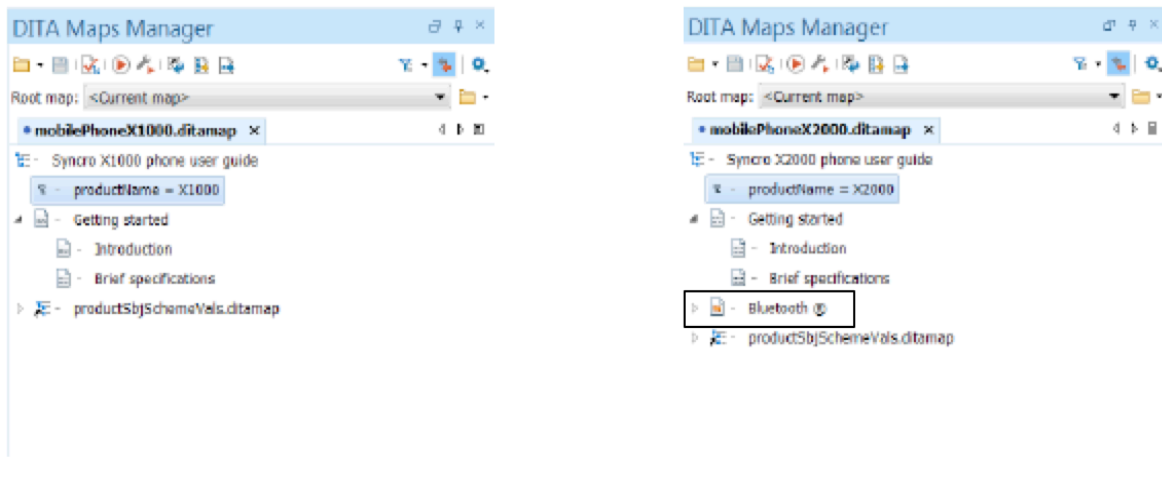 DITA Maps Manager
Root map: <Current map>
mobilePhoneX1000.ditamap
Syncro X1000 phone user guide
productName = X1000
Getting started
Introduction
Brief specifications
productSbjSchemeVals.ditamap
DITA Maps Manager
Root map: <Current map>
mobilePhoneX2000.ditamap
Syncro X2000 phone user guide
productName = X2000
Getting started
Introduction
Brief specifications
Bluetooth ®
productSbjSchemeVals.ditamap